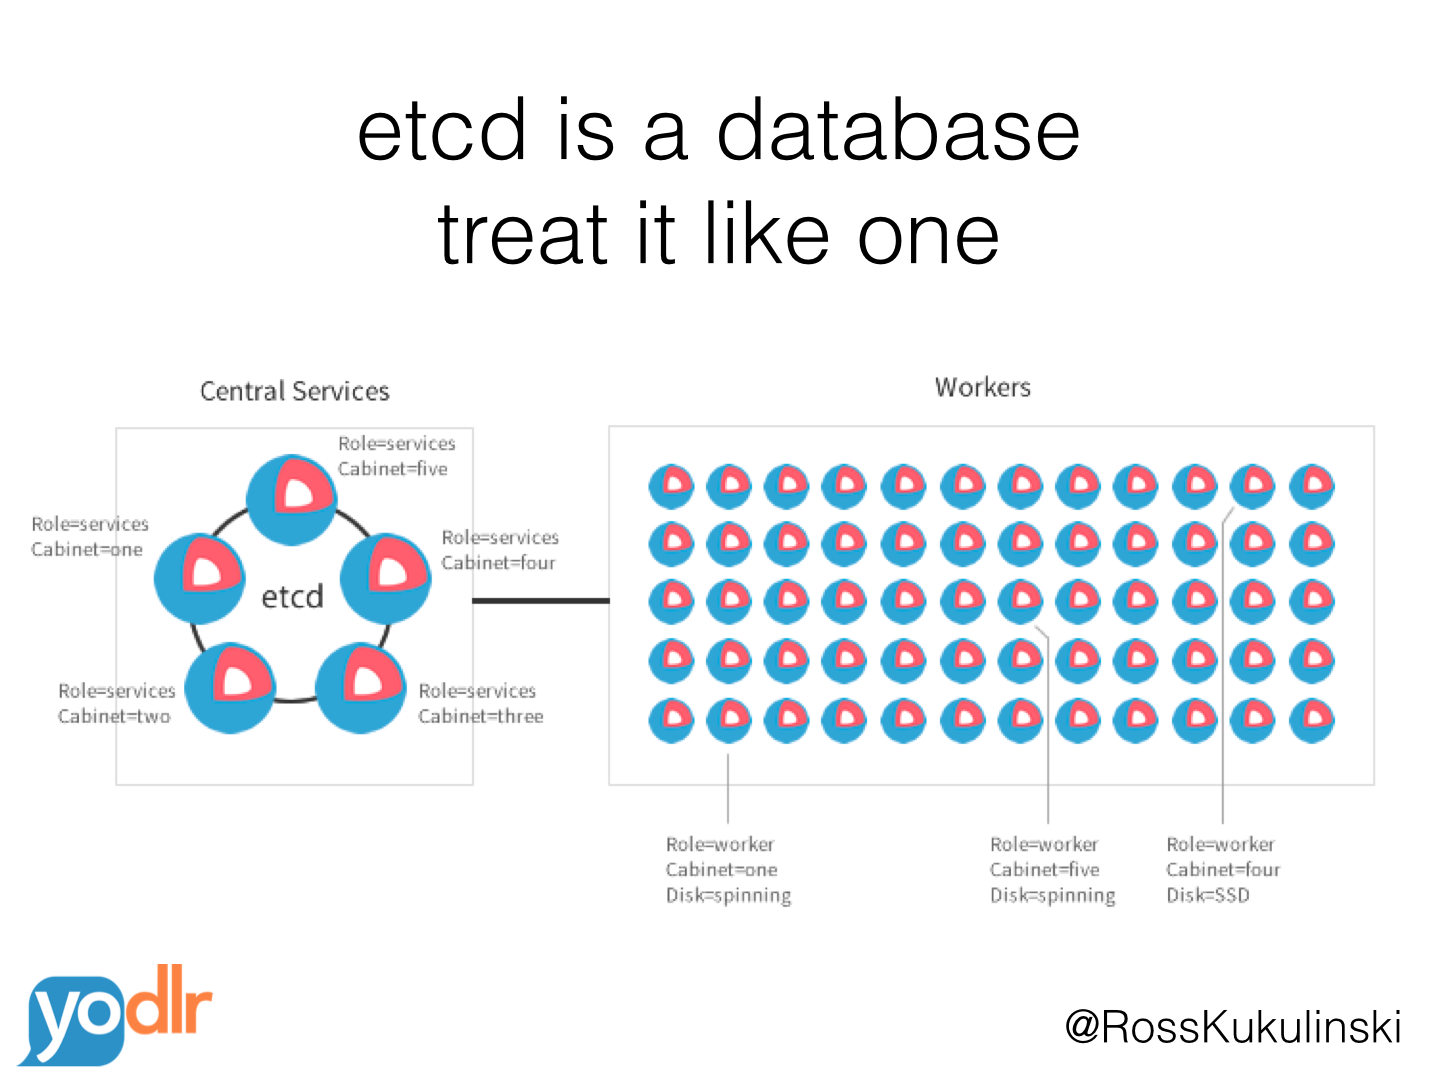 etcd is a database
treat it like one
Central Services
Workers
Role=services
Cabinet=five
Role=services
Cabinet=one
Role=services
Cabinet=four
etcd
Role=services
Cabinet=two
Role=services
Cabinet=three
Role=worker
Cabinet=one
Disk=spinning
Role=worker
Cabinet=five
Disk=spinning
Role=worker
Cabinet=four
Disk=SSD
yodlr
@RossKukulinski